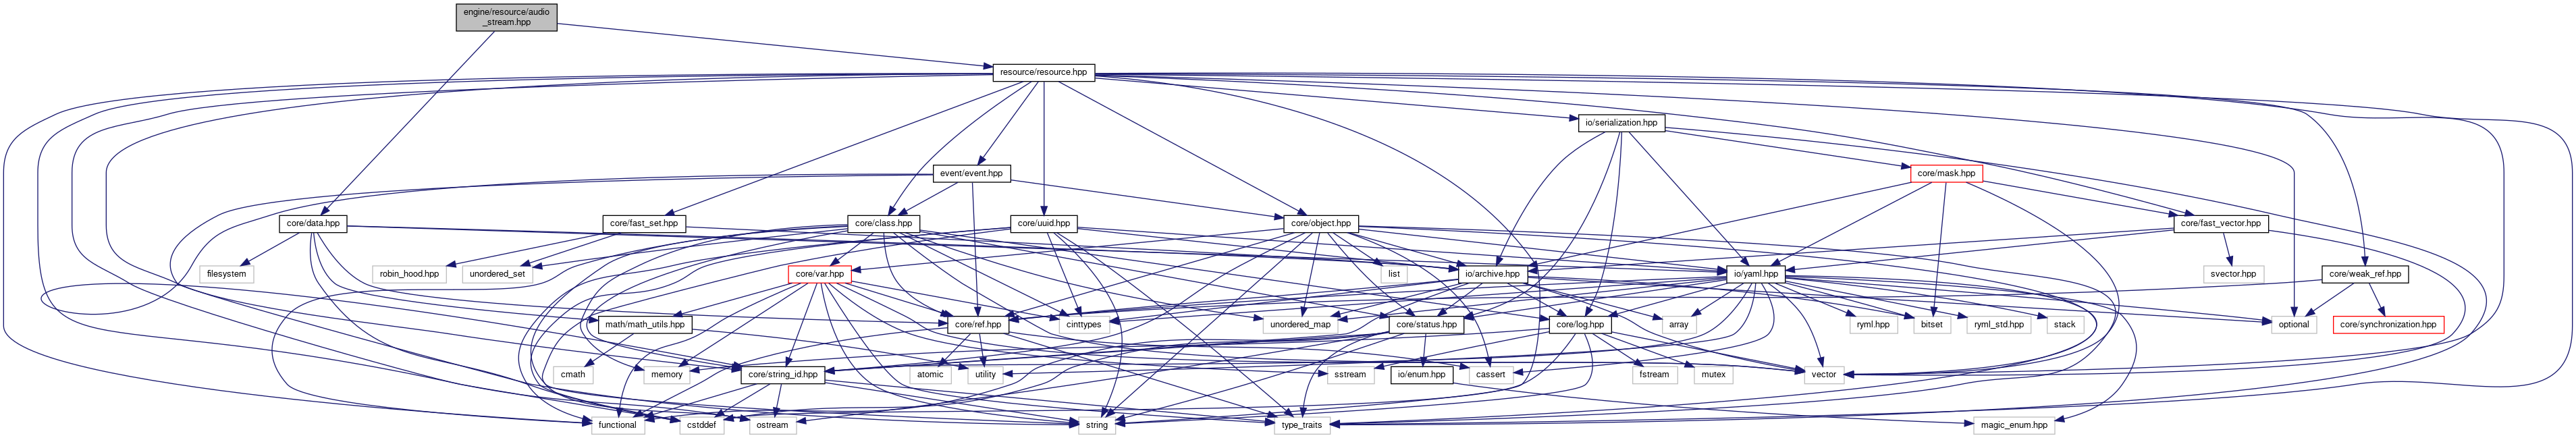 engine/resource/audio
_stream.hpp
resource/resource.hpp
io/serialization.hpp
event/event.hpp
core/mask.hpp
core/data.hpp
core/fast_set.hpp
core/class.hpp
core/uuid.hpp
core/object.hpp
core/fast_vector.hpp
filesystem
robin_hood.hpp
unordered_set
core/var.hpp
list
io/archive.hpp
io/yaml.hpp
svector.hpp
core/weak_ref.hpp
math/math_utils.hpp
core/ref.hpp
cinttypes
unordered_map
core/status.hpp
core/log.hpp
array
ryml.hpp
bitset
ryml_std.hpp
stack
optional
core/synchronization.hpp
cmath
memory
core/string_id.hpp
atomic
utility
sstream
io/enum.hpp
cassert
fstream
mutex
vector
functional
cstddef
ostream
string
type_traits
magic_enum.hpp